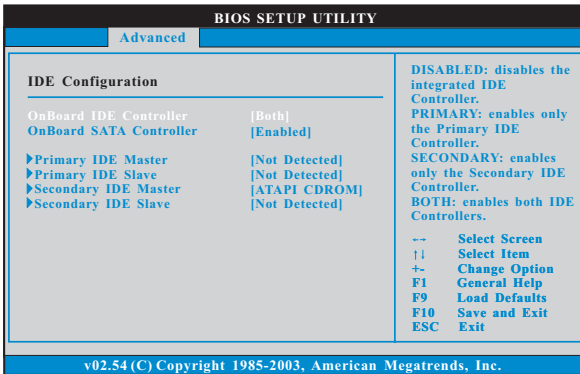 BIOS SETUP UTILITY
Advanced
IDE Configuration
OnBoard IDE Controller [Both]
OnBoard SATA Controller [Enabled]
Primary IDE Master [Not Detected]
Primary IDE Slave [Not Detected]
Secondary IDE Master [ATAPI CDROM]
Secondary IDE Slave [Not Detected]
DISABLED: disables the
integrated IDE
Controller.
PRIMARY: enables only
the Primary IDE
Controller.
SECONDARY: enables
only the Secondary IDE
Controller.
BOTH: enables both IDE
Controllers.
←→ Select Screen
↑↓ Select Item
+- Change Option
F1 General Help
F9 Load Defaults
F10 Save and Exit
ESC Exit
v02.54 (C) Copyright 1985-2003, American Megatrends, Inc.